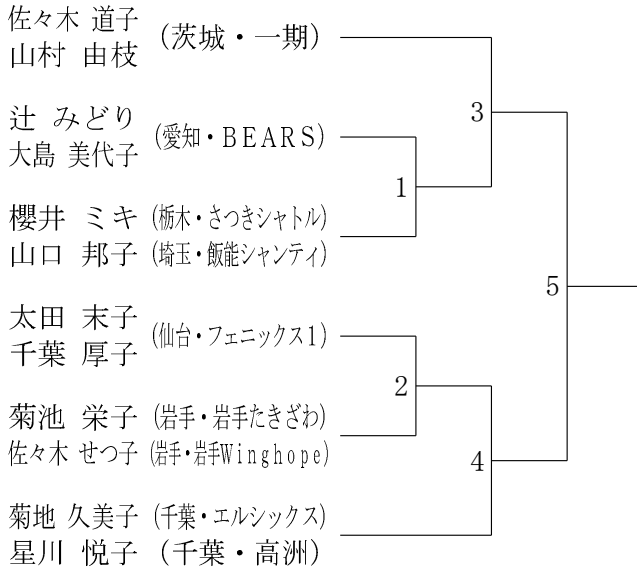 佐々木 道子
山村 由枝 (茨城・一期)
3
辻 みどり
大島 美代子 (愛知・BEARS)
1
櫻井 ミキ (栃木・さつきシャトル)
山口 邦子 (埼玉・飯能シャンティ)
5
太田 末子
千葉 厚子 (仙台・フェニックス1)
2
菊池 栄子 (岩手・岩手たきざわ)
佐々木 せつ子 (岩手・岩手Winghope)
4
菊地 久美子 (千葉・エルシックス)
星川 悦子 (千葉・高洲)